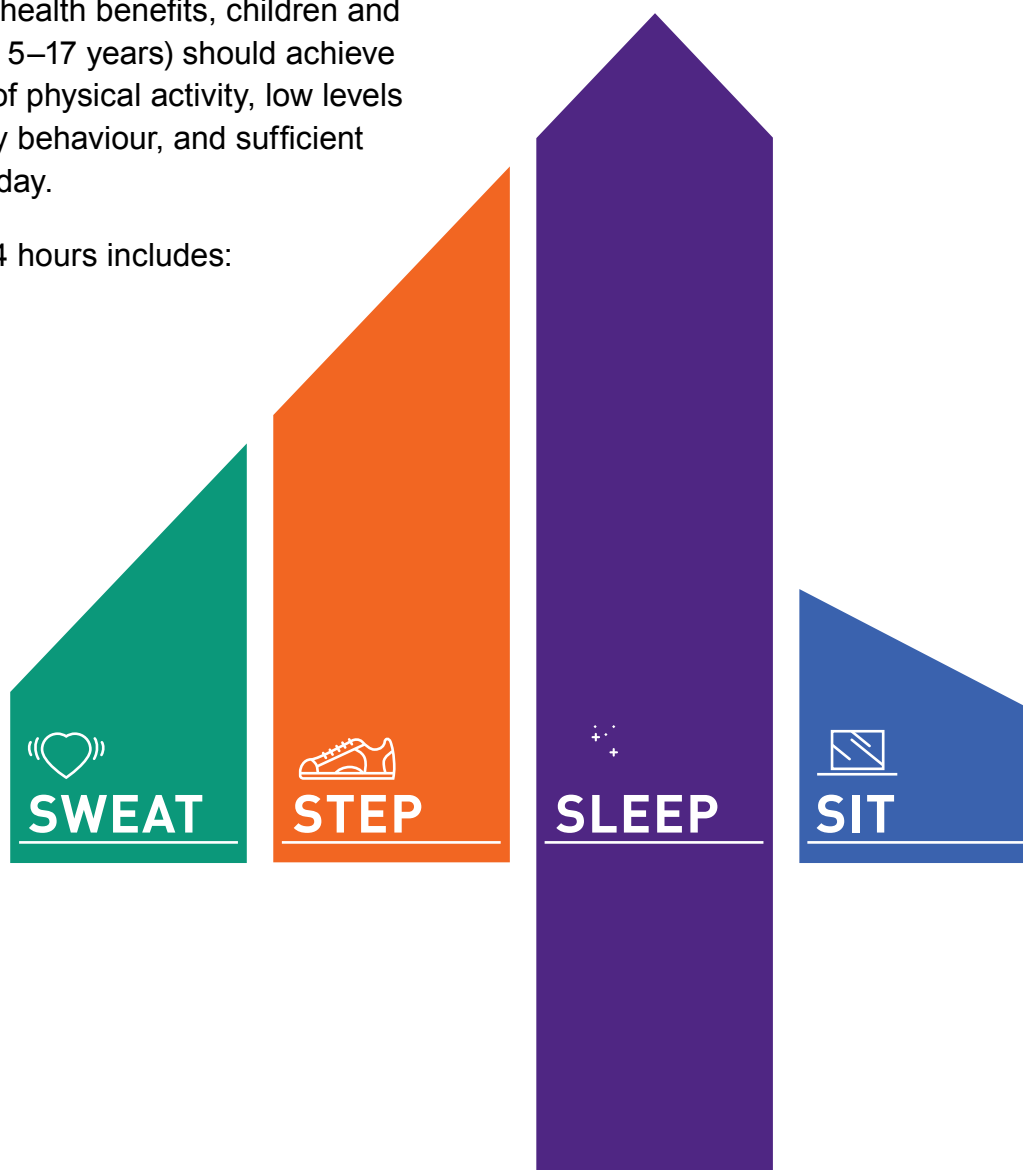 health benefits, children and
5–17 years) should achieve
of physical activity, low levels
y behaviour, and sufficient
day.
4 hours includes:
SWEAT
STEP
SLEEP
SIT